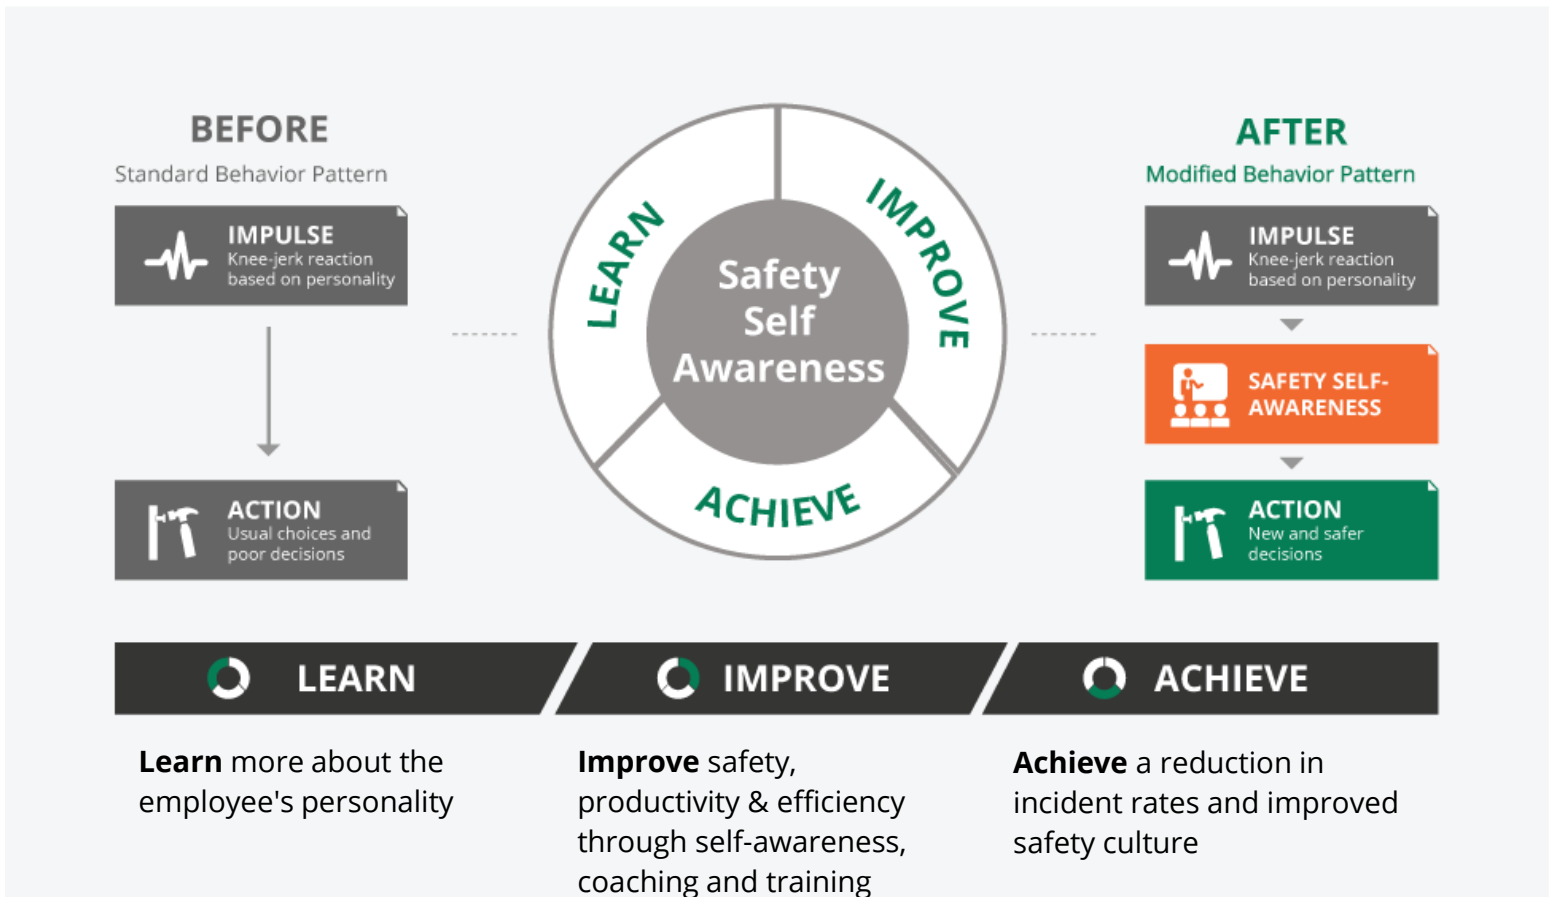 BEFORE
Standard Behavior Pattern
IMPULSE
Knee-jerk reaction
based on personality
ACTION
Usual choices and
poor decisions
LEARN
IMPROVE
ACHIEVE
Safety
Self
Awareness
AFTER
Modified Behavior Pattern
IMPULSE
Knee-jerk reaction
based on personality
SAFETY SELF-
AWARENESS
ACTION
New and safer
decisions
LEARN
Learn more about the
employee's personality
IMPROVE
Improve safety,
productivity & efficiency
through self-awareness,
coaching and training
ACHIEVE
Achieve a reduction in
incident rates and improved
safety culture